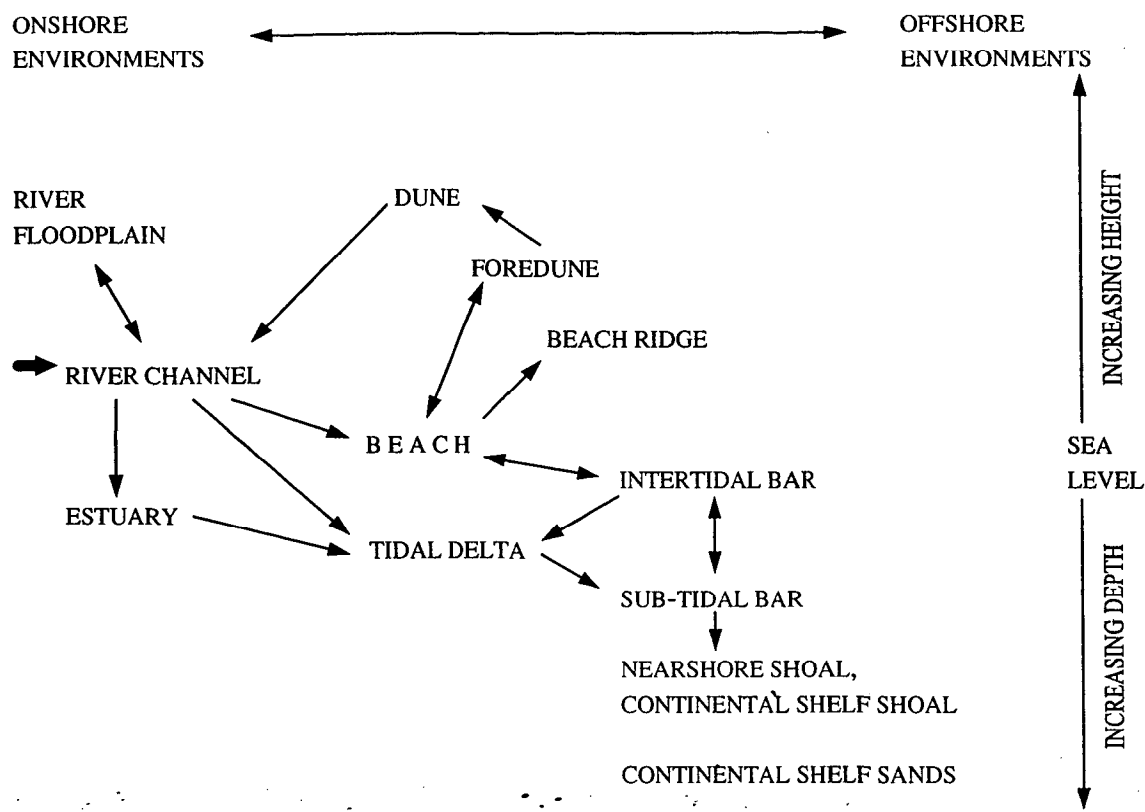 ONSHORE
ENVIRONMENTS
OFFSHORE
ENVIRONMENTS
RIVER
FLOODPLAIN
DUNE
FOREDUNE
BEACH RIDGE
RIVER CHANNEL
BEACH
INTERTIDAL BAR
ESTUARY
TIDAL DELTA
SUB-TIDAL BAR
NEARSHORE SHOAL,
CONTINENTAL SHELF SHOAL
CONTINENTAL SHELF SANDS
INCREASING HEIGHT
SEA
LEVEL
INCREASING DEPTH